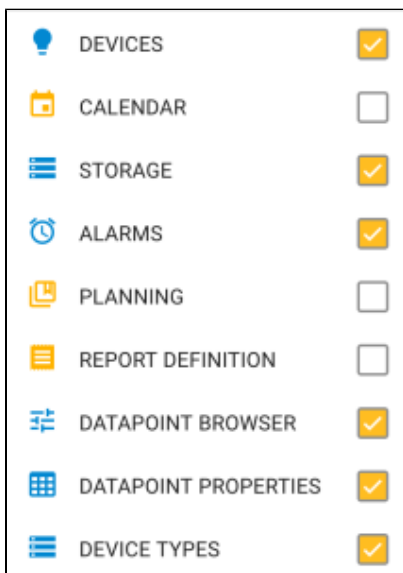 DEVICES
CALENDAR
STORAGE
ALARMS
PLANNING
REPORT DEFINITION
DATAPOINT BROWSER
DATAPOINT PROPERTIES
DEVICE TYPES